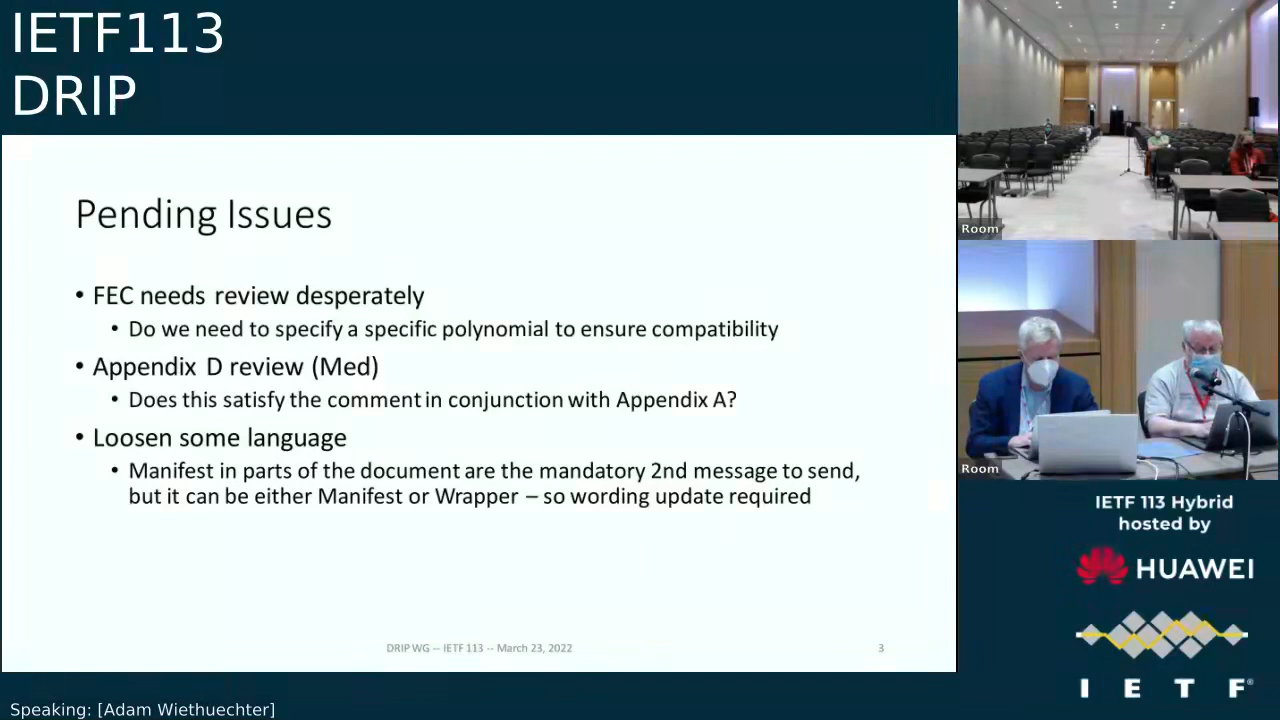 IETF113
DRIP
Pending Issues
• FEC needs review desperately
• Do we need to specify a specific polynomial to ensure compatibility
• Appendix D review (Med)
• Does this satisfy the comment in conjunction with Appendix A?
• Loosen some language
• Manifest in parts of the document are the mandatory 2nd message to send,
but it can be either Manifest or Wrapper – so wording update required
DRIP WG -- IETF 113 -- March 23, 2022
3
Room
Room
IETF 113 Hybrid
hosted by
HUAWEI
IETF®
Speaking: [Adam Wiethuechter]